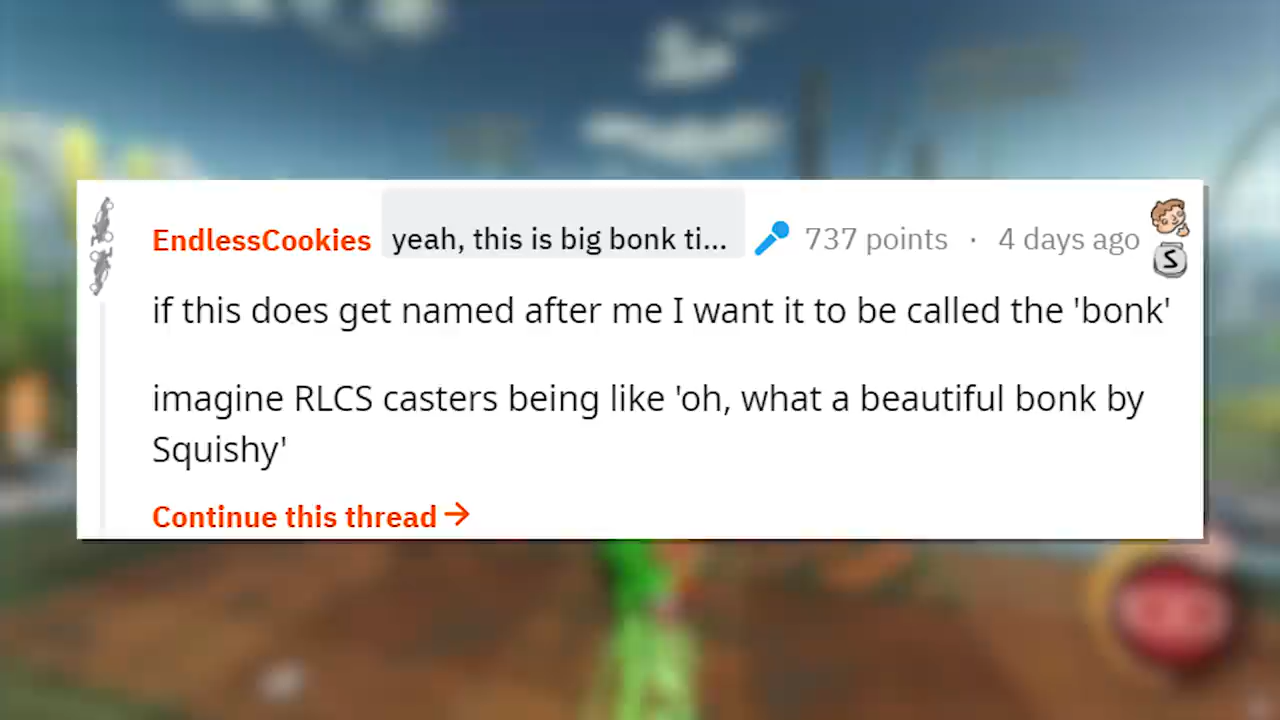 EndlessCookies yeah, this is big bonk ti... 737 points · 4 days ago
S
if this does get named after me I want it to be called the 'bonk'
imagine RLCS casters being like 'oh, what a beautiful bonk by
Squishy'
Continue this thread →